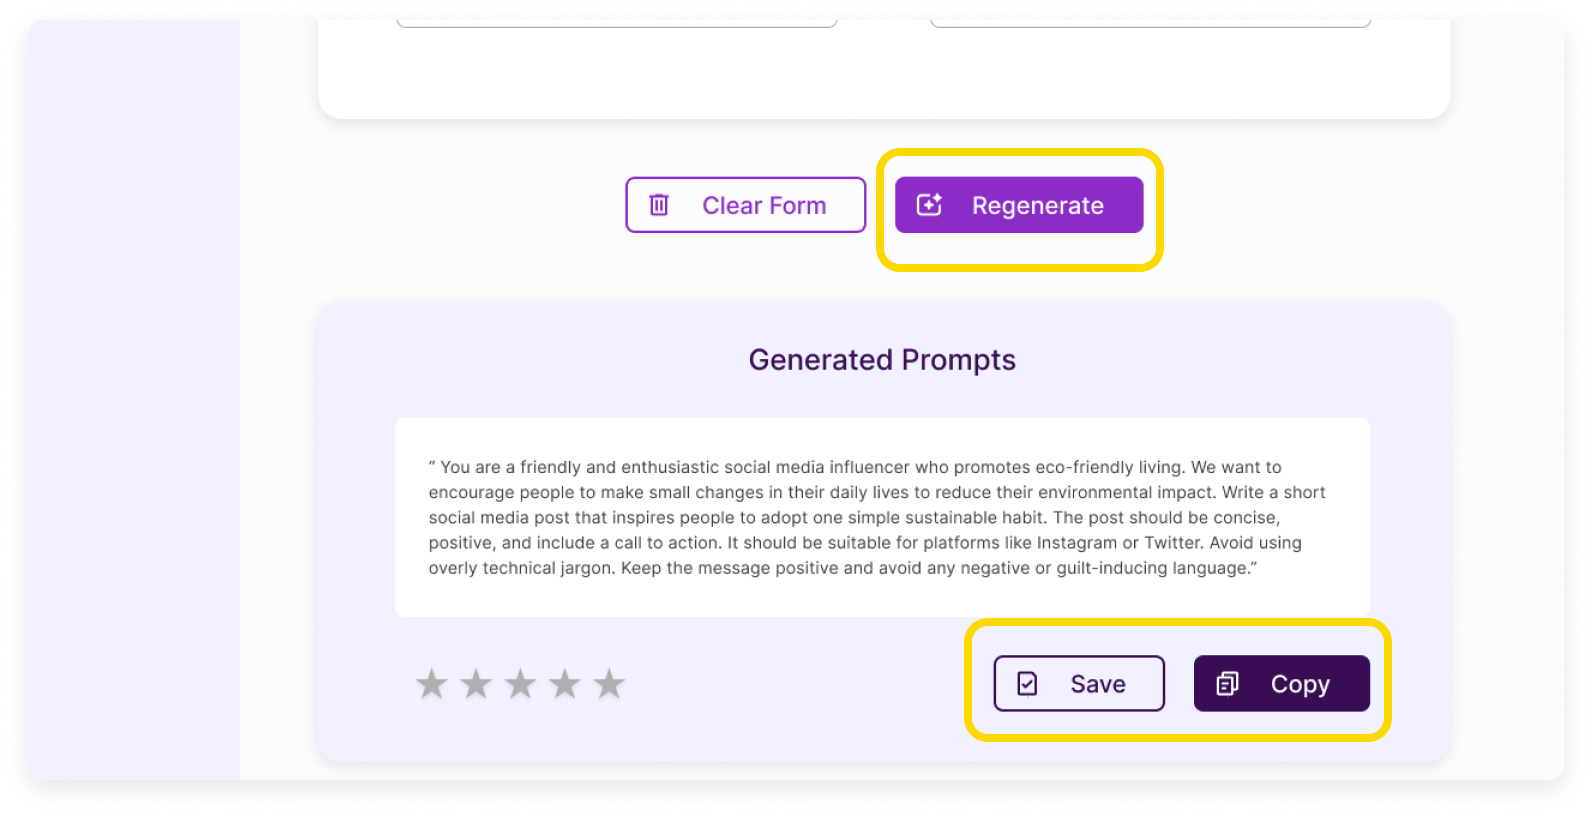 Clear Form
Regenerate
Generated Prompts
“ You are a friendly and enthusiastic social media influencer who promotes eco-friendly living. We want to
encourage people to make small changes in their daily lives to reduce their environmental impact. Write a short
social media post that inspires people to adopt one simple sustainable habit. The post should be concise,
positive, and include a call to action. It should be suitable for platforms like Instagram or Twitter. Avoid using
overly technical jargon. Keep the message positive and avoid any negative or guilt-inducing language.”
Save
Copy